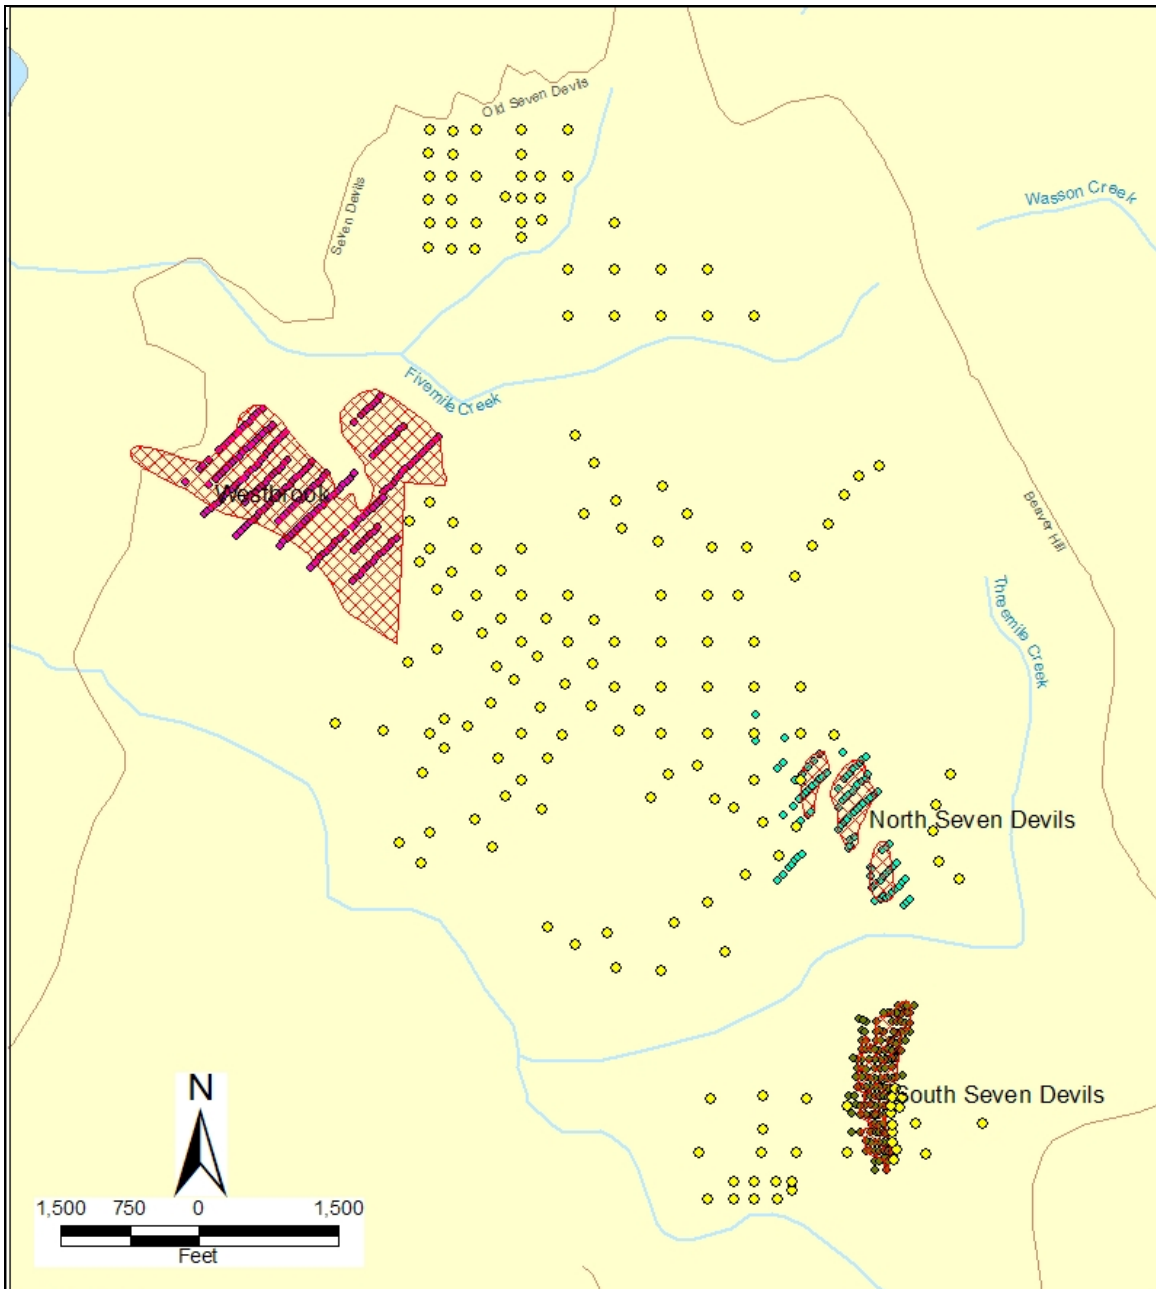 Old Seven Devils
Wasson Creek
Seven Devils
Fivemile Creek
Westbrook
Beaver Hill
Threemile Creek
North Seven Devils
South Seven Devils
N
1,500 750 0 1,500
Feet